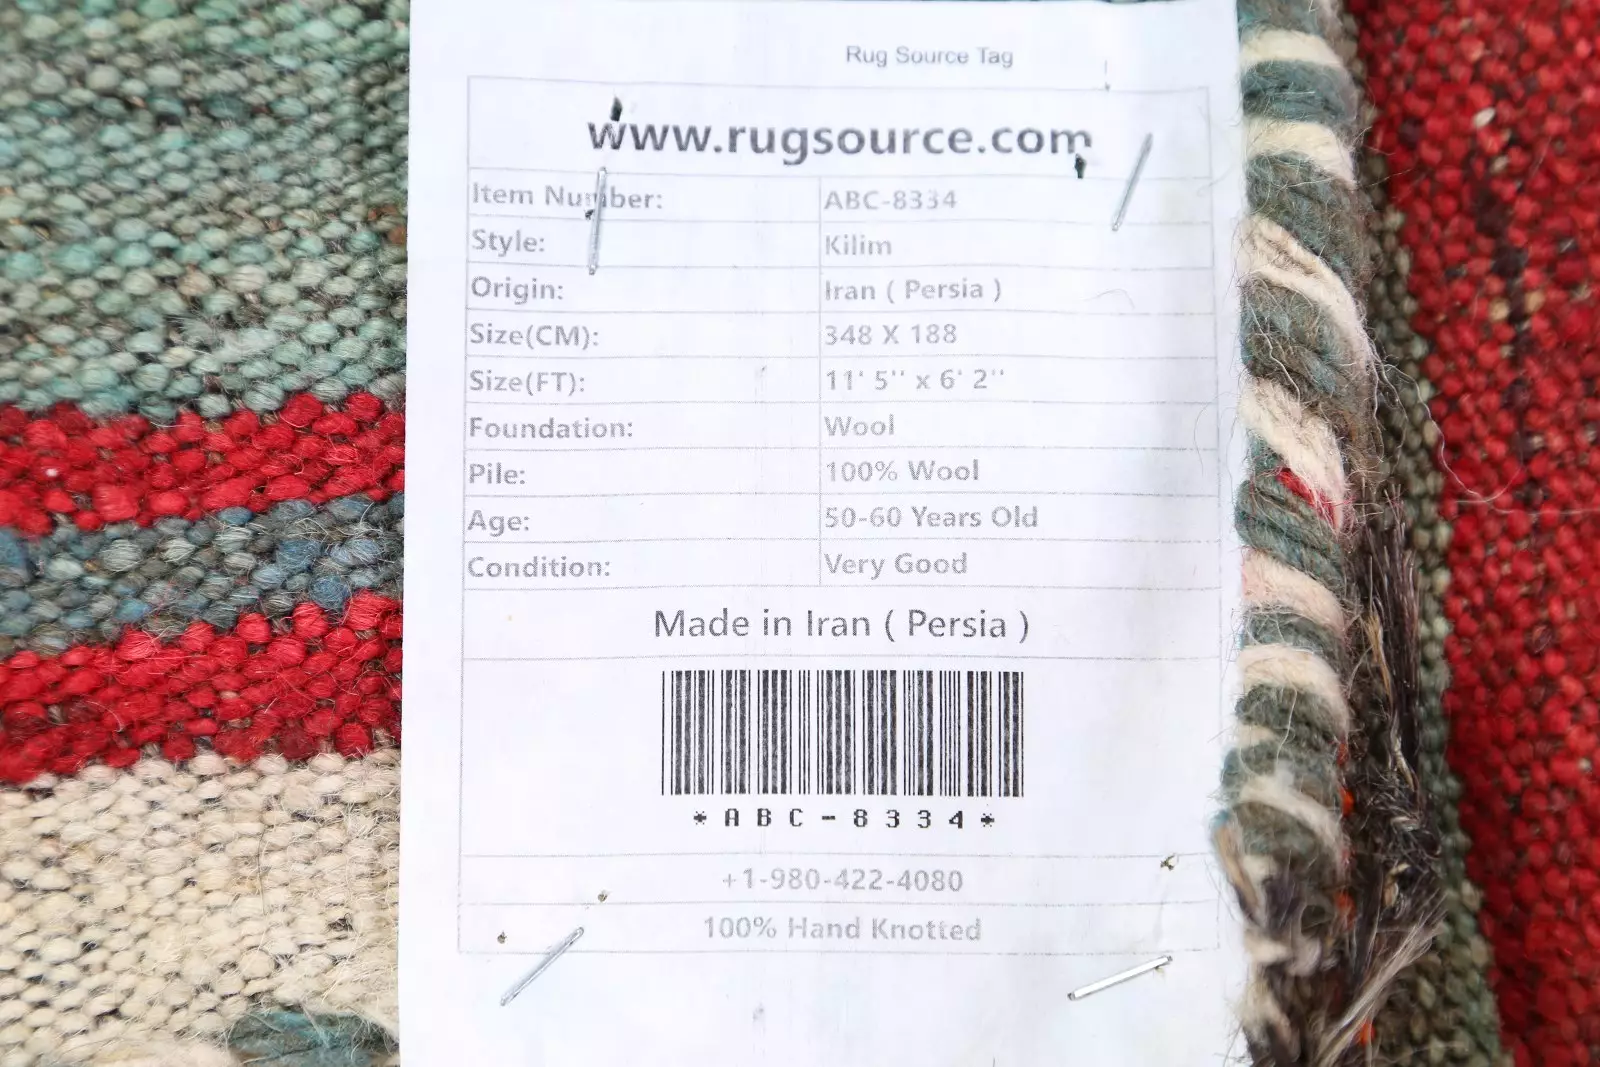 Rug Source Tag
www.rugsource.com
Item Number: ABC-8334
Style: Kilim
Origin: Iran ( Persia )
Size(CM): 348 X 188
Size(FT): 11' 5'' x 6' 2''
Foundation: Wool
Pile: 100% Wool
Age: 50-60 Years Old
Condition: Very Good
Made in Iran ( Persia )
*ABC-8334*
+1-980-422-4080
100% Hand Knotted